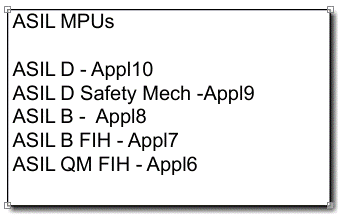 ASIL MPUs
ASIL D - Appl10
ASIL D Safety Mech -Appl9
ASIL B -  Appl8
ASIL B FIH - Appl7
ASIL QM FIH - Appl6